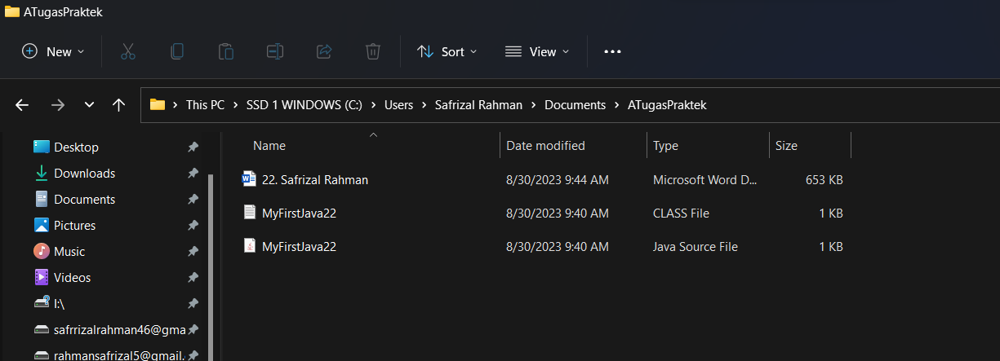 ATugasPraktek
New Sort View
This PC SSD 1 WINDOWS (C:) Users Safrizal Rahman Documents ATugasPraktek
Desktop
Downloads
Documents
Pictures
Music
Videos
I:\
safrrizalrahman46@gma
rahmansafrizal5@gmail.
Name Date modified Type Size
22. Safrizal Rahman 8/30/2023 9:44 AM Microsoft Word D... 653 KB
MyFirstJava22 8/30/2023 9:40 AM CLASS File 1 KB
MyFirstJava22 8/30/2023 9:40 AM Java Source File 1 KB